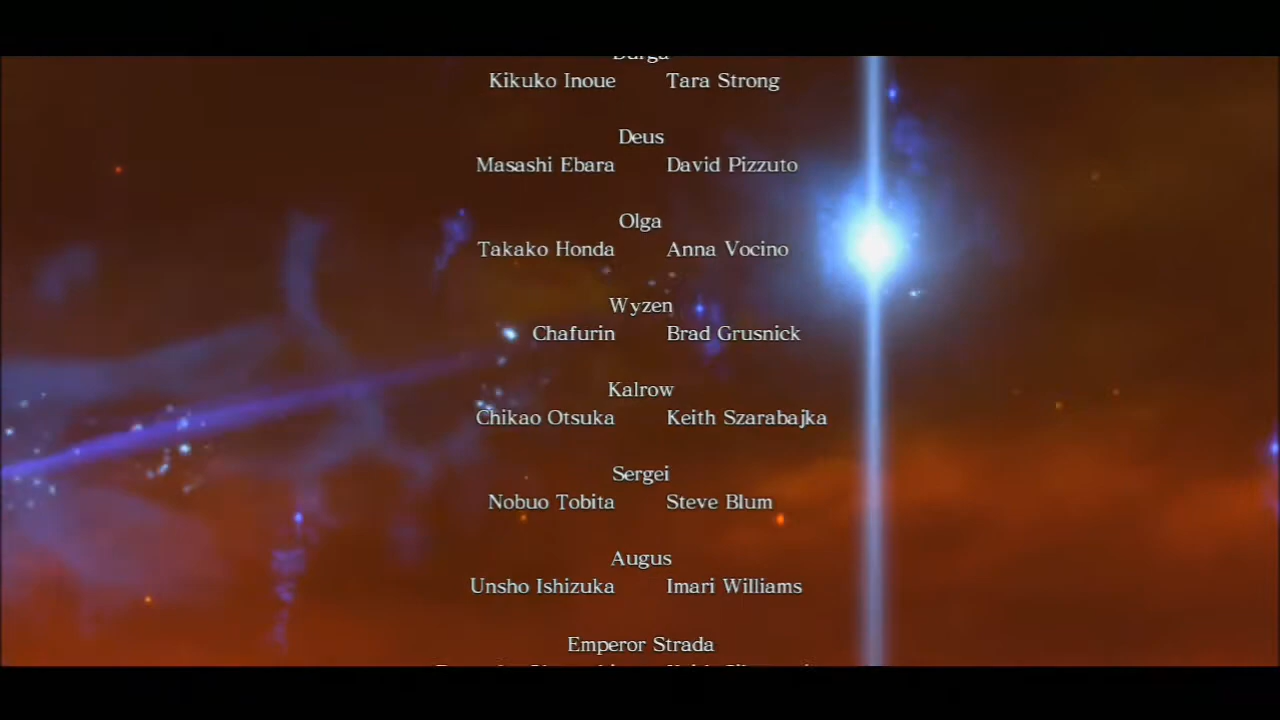 Kikuko Inoue Tara Strong
Deus
Masashi Ebara David Pizzuto
Olga
Takako Honda Anna Vocino
Wyzen
Chafurin Brad Grusnick
Kalrow
Chikao Otsuka Keith Szarabajka
Sergei
Nobuo Tobita Steve Blum
Augus
Unsho Ishizuka Imari Williams
Emperor Strada